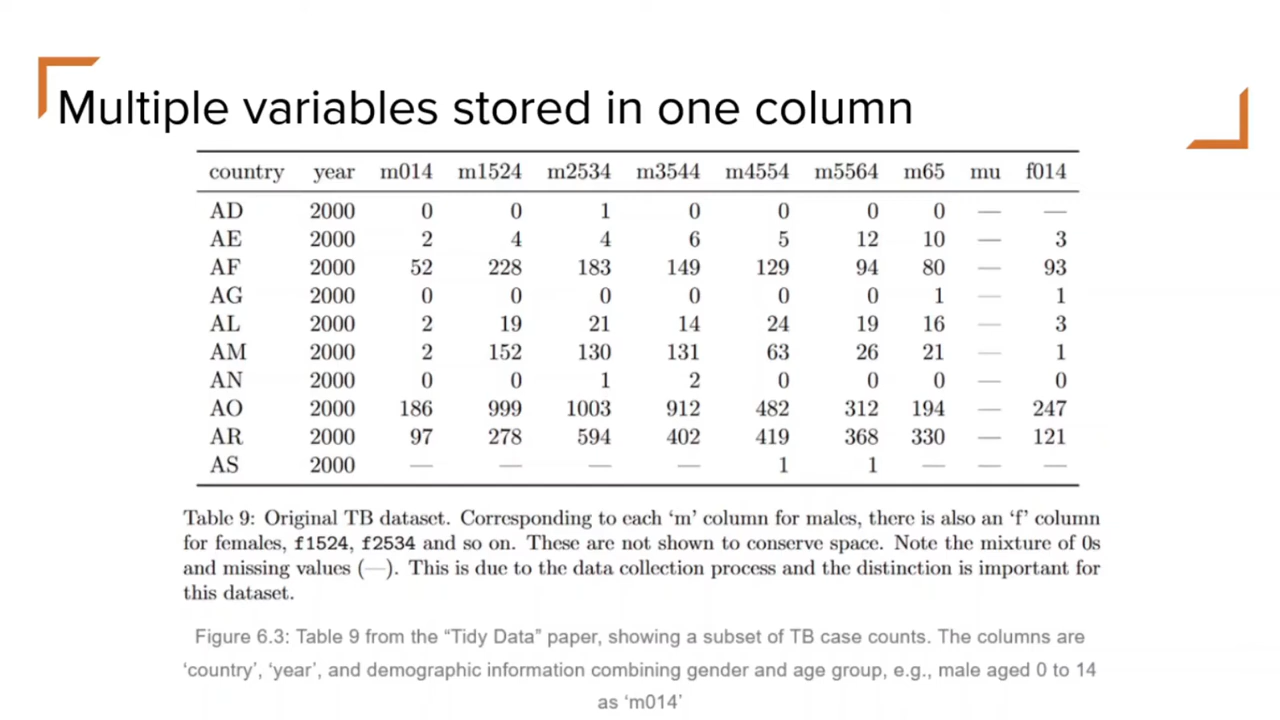 Multiple variables stored in one column
country year m014 m1524 m2534 m3544 m4554 m5564 m65 mu f014
AD 2000 0 0 1 0 0 0 0 — —
AE 2000 2 4 4 6 5 12 10 — 3
AF 2000 52 228 183 149 129 94 80 — 93
AG 2000 0 0 0 0 0 0 1 — 1
AL 2000 2 19 21 14 24 19 16 — 3
AM 2000 2 152 130 131 63 26 21 — 1
AN 2000 0 0 1 2 0 0 0 — 0
AO 2000 186 999 1003 912 482 312 194 — 247
AR 2000 97 278 594 402 419 368 330 — 121
AS 2000 — — — — 1 1 — — —
Table 9: Original TB dataset. Corresponding to each ‘m’ column for males, there is also an ‘f’ column
for females, f1524, f2534 and so on. These are not shown to conserve space. Note the mixture of 0s
and missing values (—). This is due to the data collection process and the distinction is important for
this dataset.
Figure 6.3: Table 9 from the “Tidy Data” paper, showing a subset of TB case counts. The columns are
‘country’, ‘year’, and demographic information combining gender and age group, e.g., male aged 0 to 14
as ‘m014’